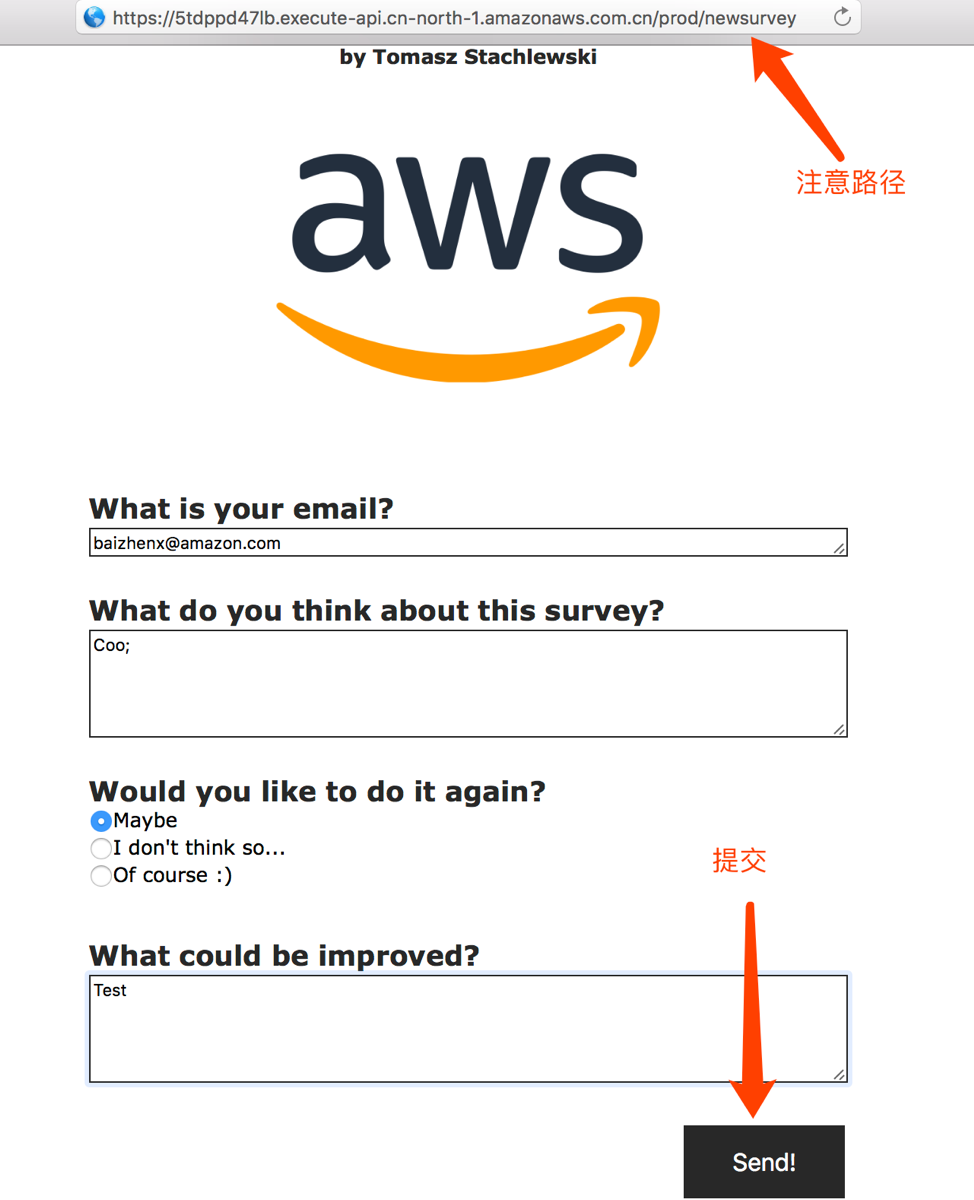 https://5tdppd47lb.execute-api.cn-north-1.amazonaws.com.cn/prod/newsurvey
by Tomasz Stachlewski
注意路径
aws
What is your email?
baizhenx@amazon.com
What do you think about this survey?
Coo;
Would you like to do it again?
Maybe
I don't think so...
Of course :)
提交
What could be improved?
Test
Send!